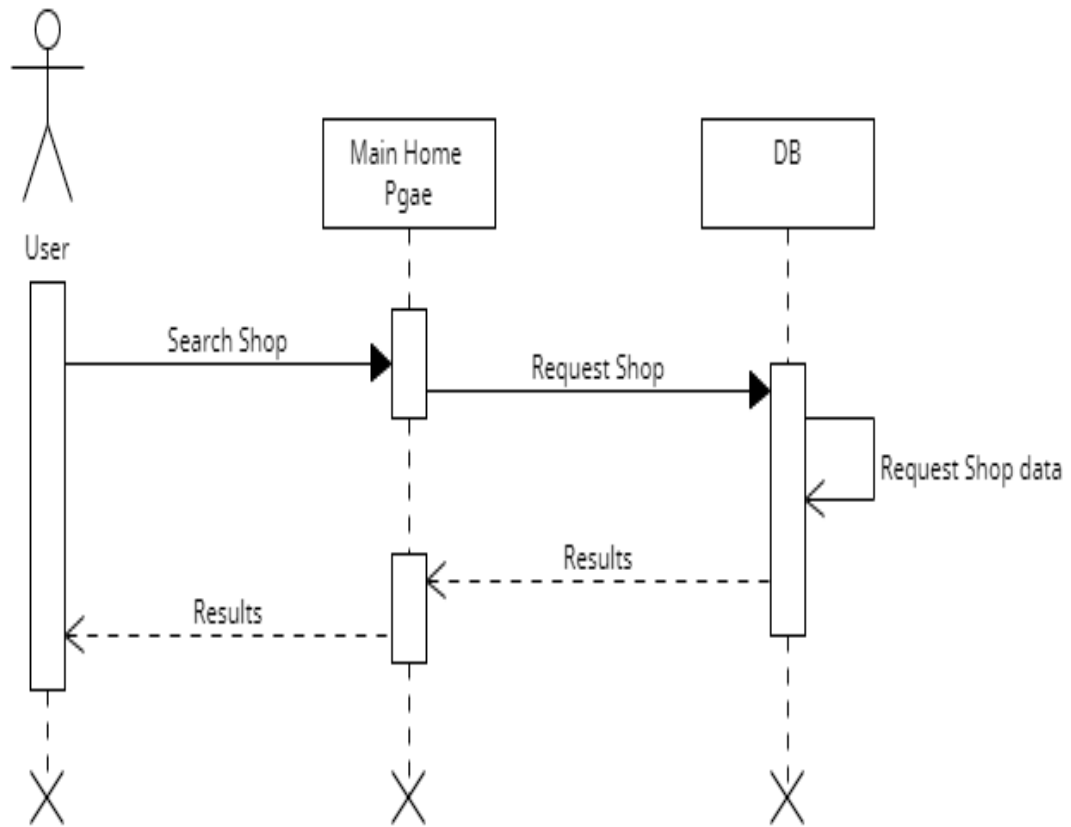 Main Home
Pgae
DB
User
Search Shop
Request Shop
Request Shop data
Results
Results